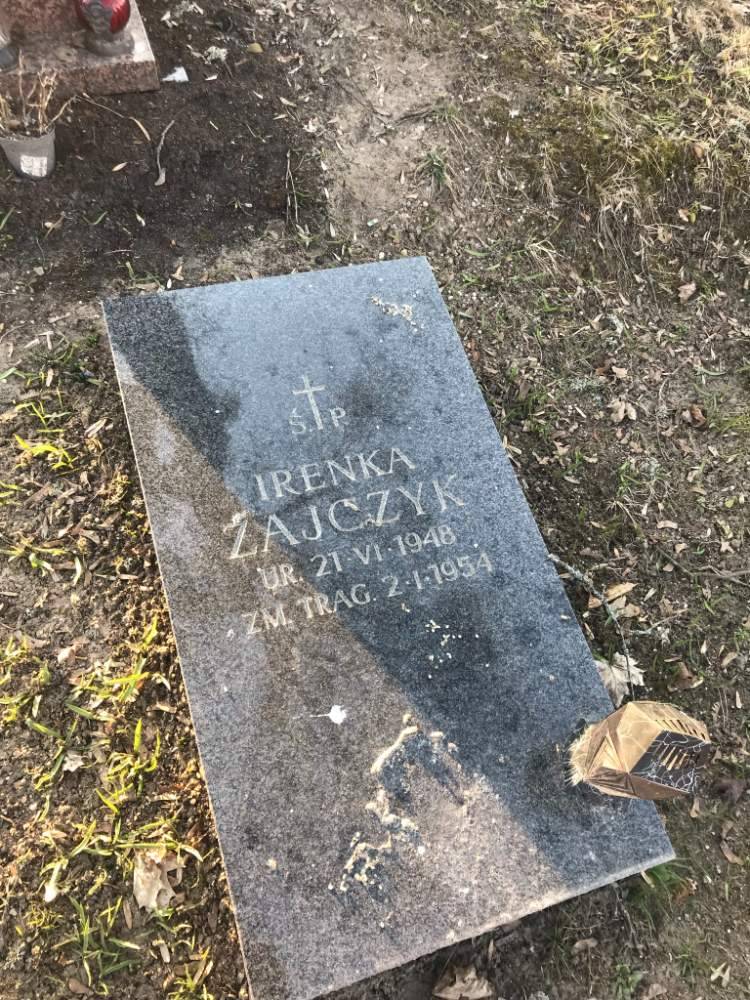 Ś P
IRENKA
ZAJCZYK
UR. 21·VI·1948
ZM. TRAG. 2·I·1954